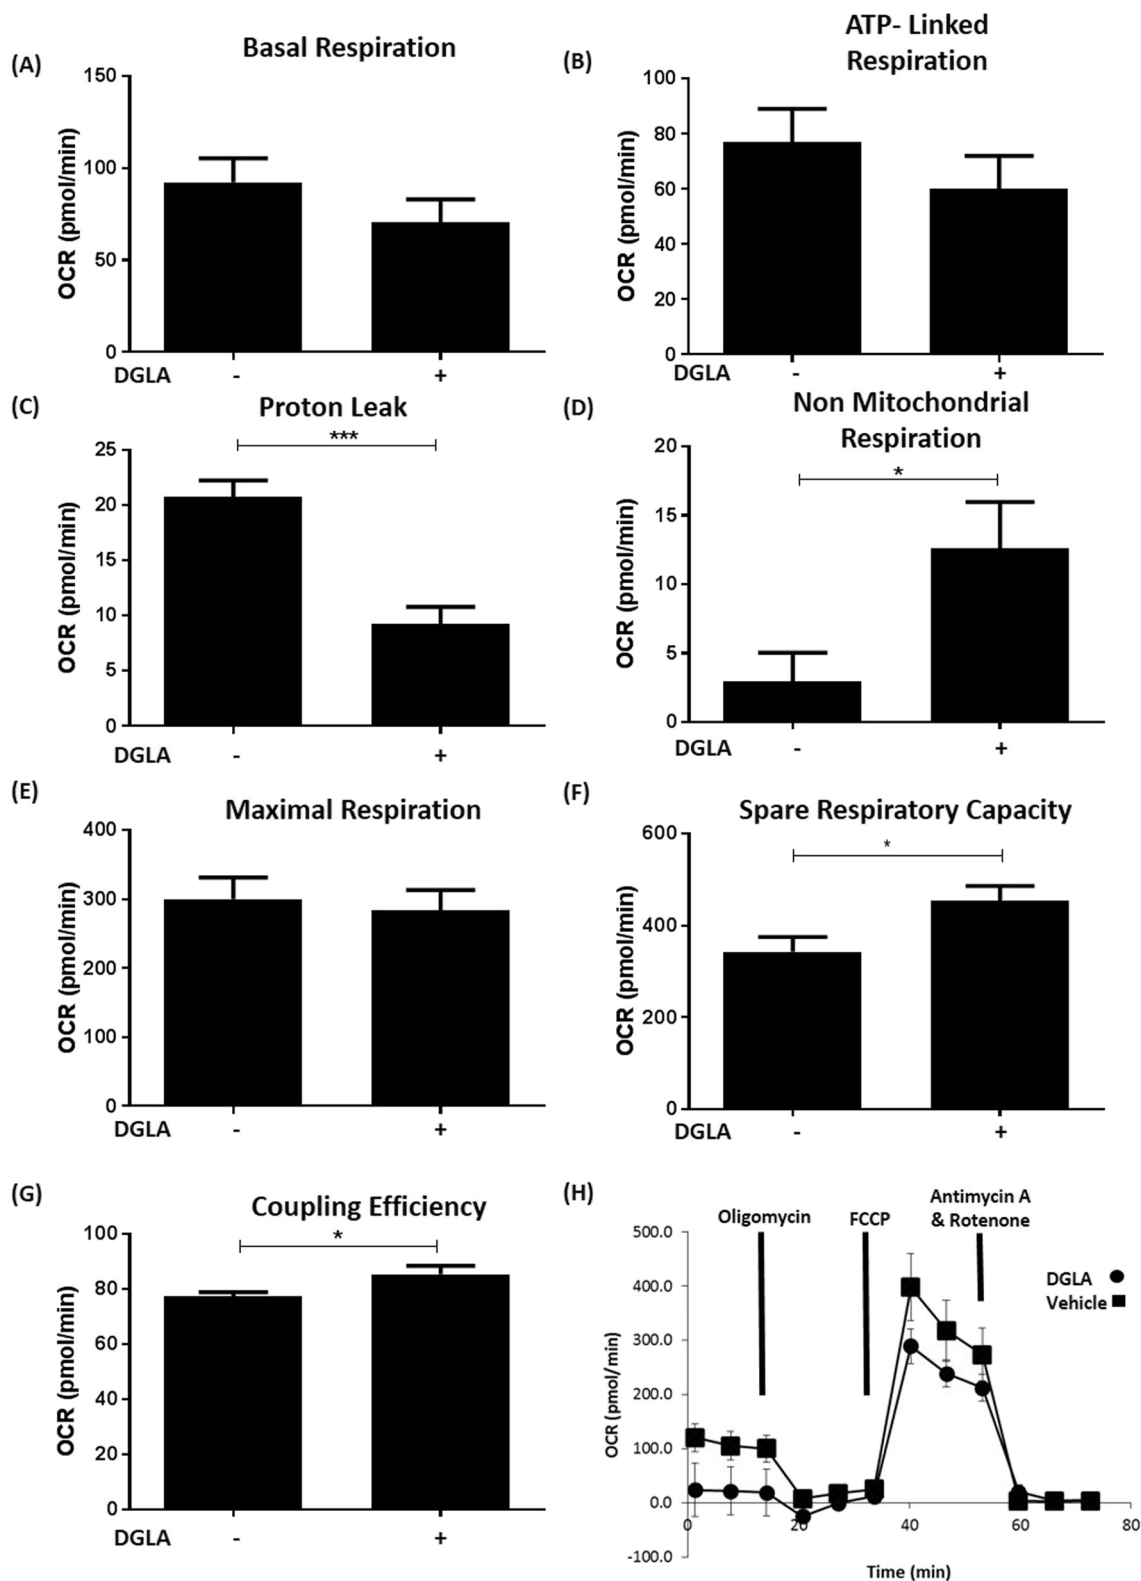 (A)
Basal Respiration
OCR (pmol/min)
150
100
50
0
DGLA - +
(B)
ATP- Linked
Respiration
OCR (pmol/min)
100
80
60
40
20
0
DGLA - +
(C)
Proton Leak
***
OCR (pmol/min)
25
20
15
10
5
0
DGLA - +
(D)
Non Mitochondrial
Respiration
*
OCR (pmol/min)
20
15
10
5
0
DGLA - +
(E)
Maximal Respiration
OCR (pmol/min)
400
300
200
100
0
DGLA - +
(F)
Spare Respiratory Capacity
*
OCR (pmol/min)
600
400
200
0
DGLA - +
(G)
Coupling Efficiency
*
OCR (pmol/min)
100
80
60
40
20
0
DGLA - +
(H)
Oligomycin
FCCP
Antimycin A
& Rotenone
DGLA
Vehicle
OCR (pmol/min)
500.0
400.0
300.0
200.0
100.0
0.0
-100.0
0 20 40 60 80
Time (min)